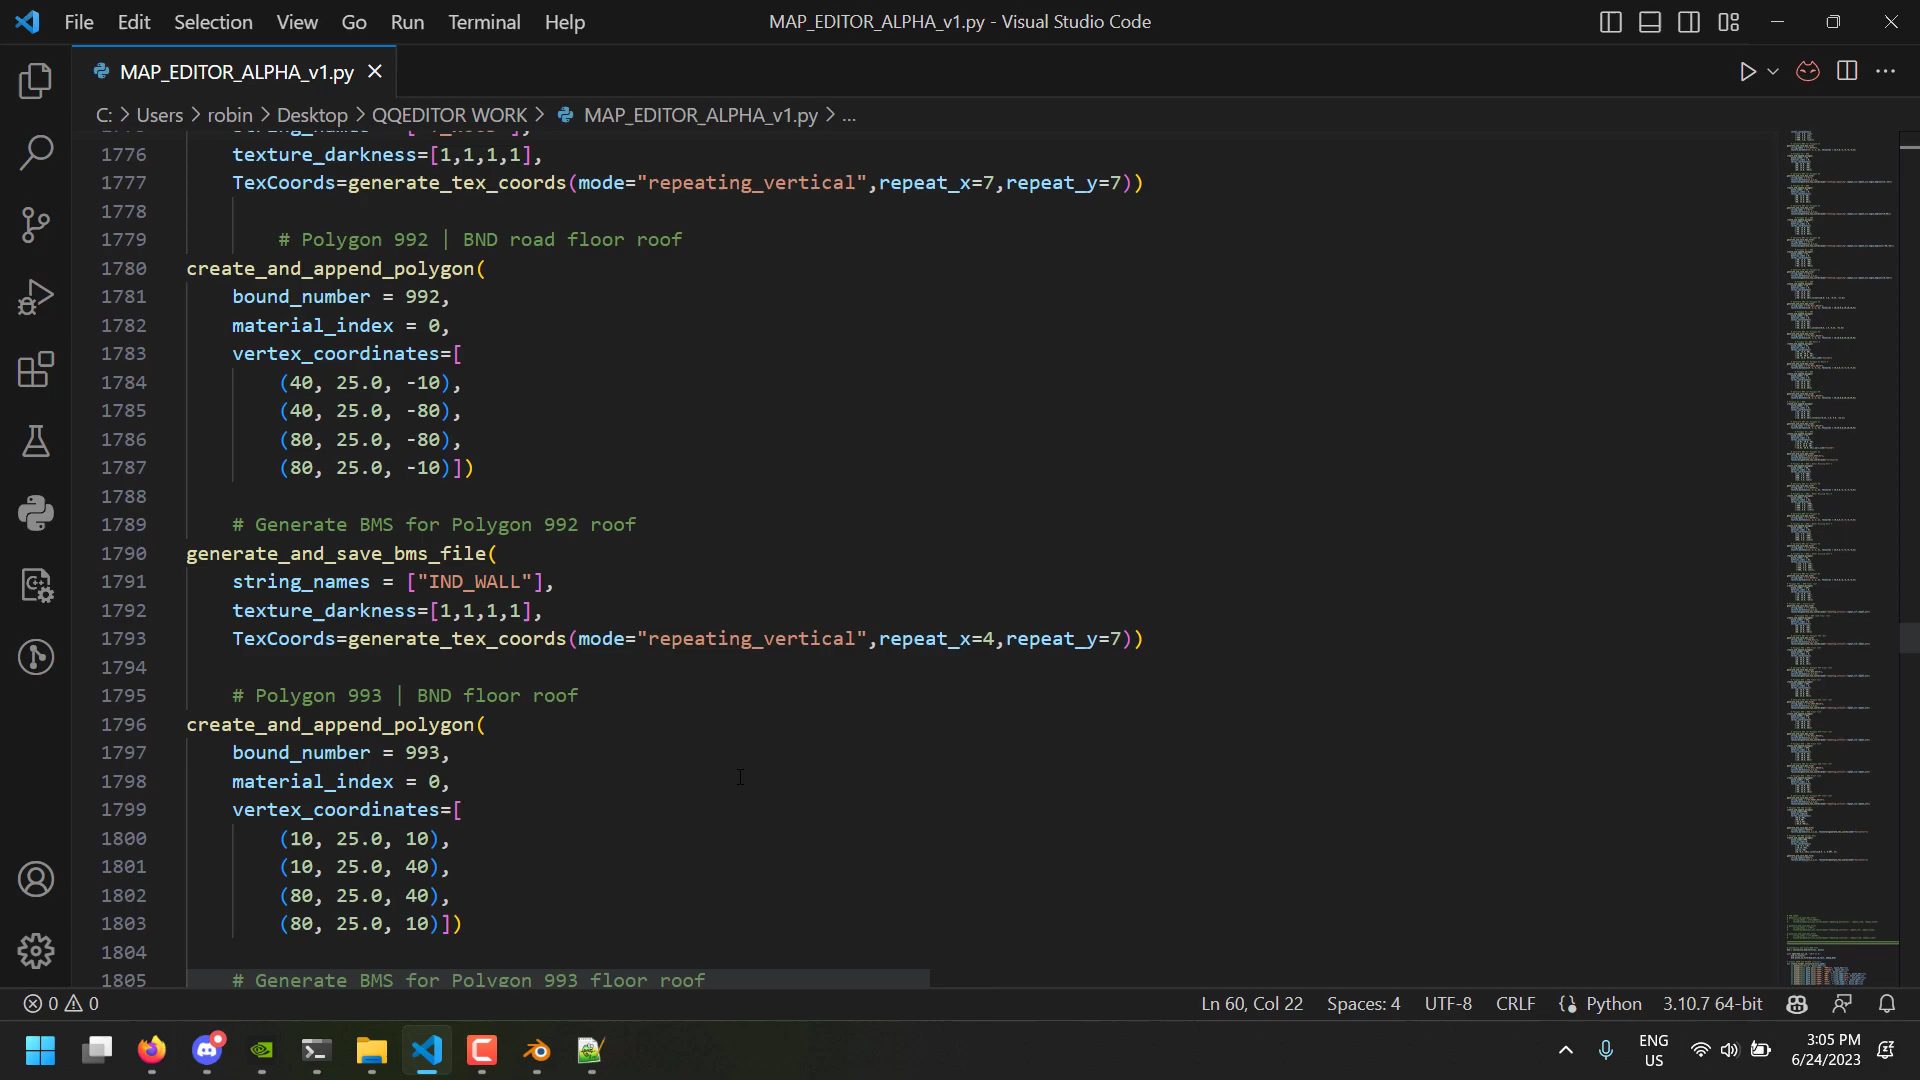 File Edit Selection View Go Run Terminal Help MAP_EDITOR_ALPHA_v1.py - Visual Studio Code
MAP_EDITOR_ALPHA_v1.py
C: > Users > robin > Desktop > QQEDITOR WORK > MAP_EDITOR_ALPHA_v1.py > ...
1776 texture_darkness=[1,1,1,1],
1777 TexCoords=generate_tex_coords(mode="repeating_vertical",repeat_x=7,repeat_y=7))
1778
1779 # Polygon 992 | BND road floor roof
1780 create_and_append_polygon(
1781 bound_number = 992,
1782 material_index = 0,
1783 vertex_coordinates=[
1784 (40, 25.0, -10),
1785 (40, 25.0, -80),
1786 (80, 25.0, -80),
1787 (80, 25.0, -10)])
1788
1789 # Generate BMS for Polygon 992 roof
1790 generate_and_save_bms_file(
1791 string_names = ["IND_WALL"],
1792 texture_darkness=[1,1,1,1],
1793 TexCoords=generate_tex_coords(mode="repeating_vertical",repeat_x=4,repeat_y=7))
1794
1795 # Polygon 993 | BND floor roof
1796 create_and_append_polygon(
1797 bound_number = 993,
1798 material_index = 0,
1799 vertex_coordinates=[
1800 (10, 25.0, 10),
1801 (10, 25.0, 40),
1802 (80, 25.0, 40),
1803 (80, 25.0, 10)])
1804
1805 # Generate BMS for Polygon 993 floor roof
0 0 Ln 60, Col 22 Spaces: 4 UTF-8 CRLF Python 3.10.7 64-bit
ENG
US
3:05 PM
6/24/2023